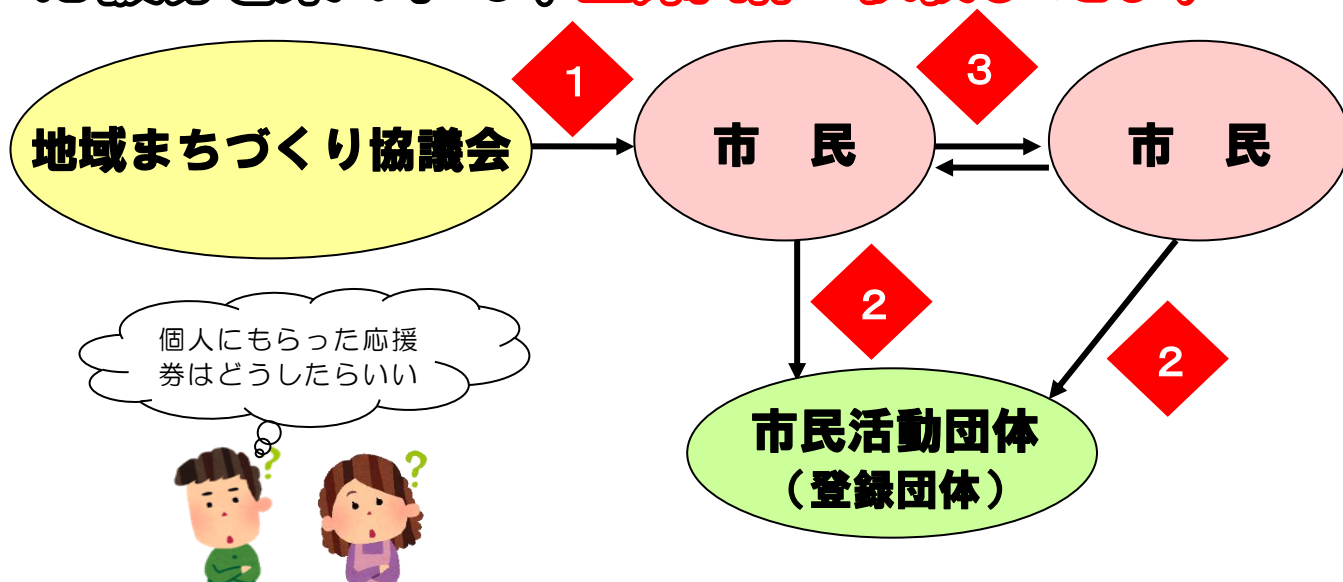 地域まちづくり協議会
1
市 民
3
市 民
2
2
個人にもらった応援
券はどうしたらいい
市民活動団体
（登録団体）
?
?